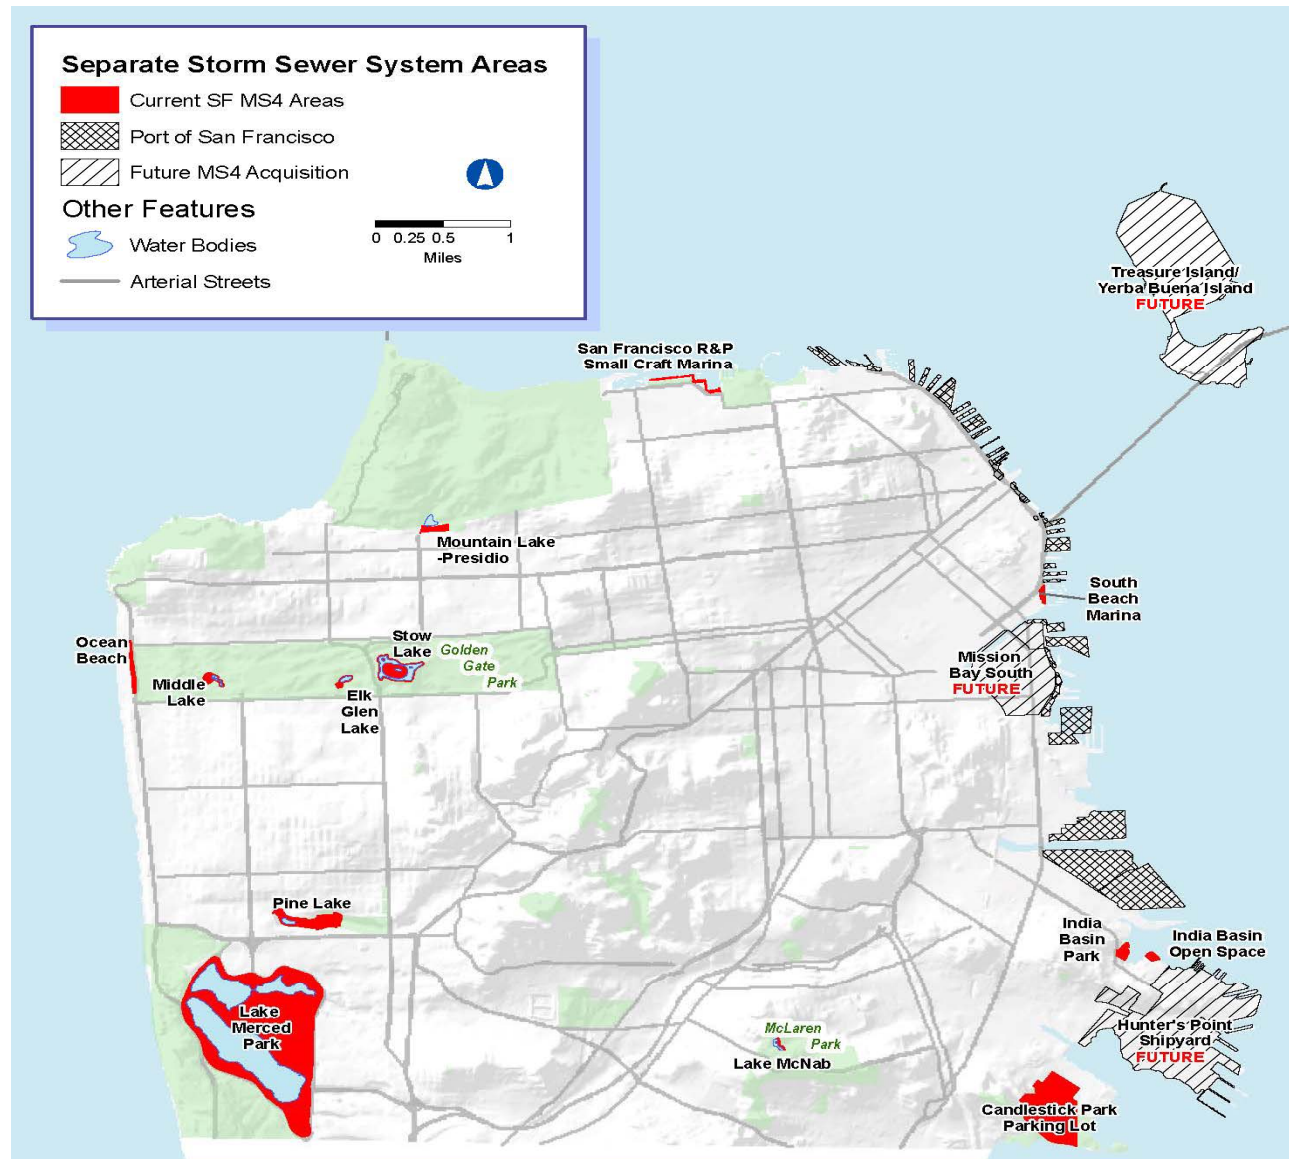 Separate Storm Sewer System Areas
Current SF MS4 Areas
Port of San Francisco
Future MS4 Acquisition
Other Features
Water Bodies
Arterial Streets
0 0.25 0.5 1
Miles
Treasure Island/
Yerba Buena Island
FUTURE
San Francisco R&P
Small Craft Marina
Mountain Lake
-Presidio
South
Beach
Marina
Ocean
Beach
Stow
Lake
Golden
Gate
Park
Middle
Lake
Elk
Glen
Lake
Mission
Bay South
FUTURE
Pine Lake
India
Basin
Park
India Basin
Open Space
Lake
Merced
Park
McLaren
Park
Lake McNab
Hunter's Point
Shipyard
FUTURE
Candlestick Park
Parking Lot